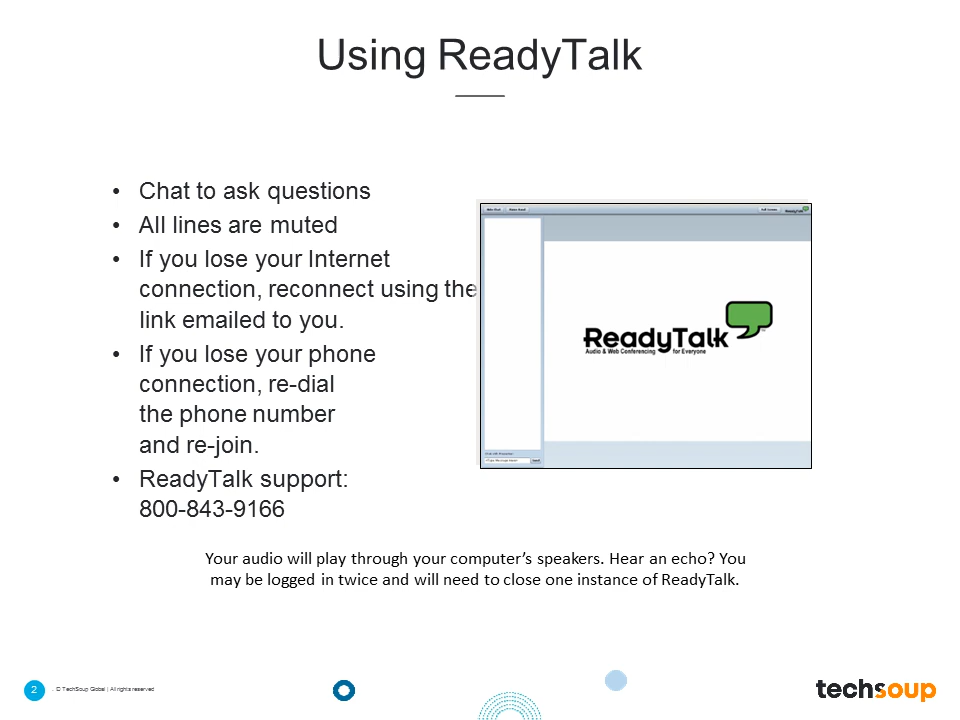 Using ReadyTalk
• Chat to ask questions
• All lines are muted
• If you lose your Internet
connection, reconnect using the
link emailed to you.
• If you lose your phone
connection, re-dial
the phone number
and re-join.
• ReadyTalk support:
800-843-9166
Full Screen
ReadyTalk
ReadyTalk
Audio & Web Conferencing for Everyone
Send
Your audio will play through your computer’s speakers. Hear an echo? You
may be logged in twice and will need to close one instance of ReadyTalk.
2
. © TechSoup Global | All rights reserved
techsoup